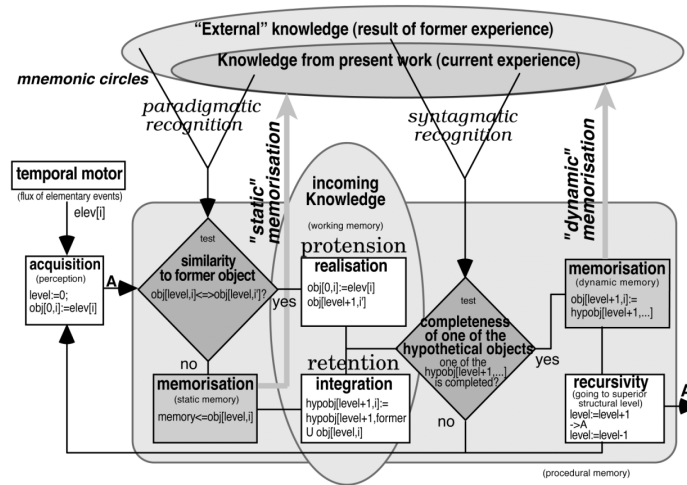 “External” knowledge (result of former experience)
Knowledge from present work (current experience)
mnemonic circles
paradigmatic
recognition
syntagmatic
recognition
"static"
memorisation
"dynamic"
memorisation
temporal motor
(flux of elementary events)
elev[i]
incoming
Knowledge
(working memory)
acquisition
(perception)
level:=0;
obj[0,i]:=elev[i]
A
test
similarity
to former object
obj[level,i]<=>obj[level,i']?
yes
no
protension
realisation
obj[0,i]:=elev[i]
obj[level+1,i']
retention
integration
hypobj[level+1,i]:=
hypobj[level+1,former
U obj[level,i]
memorisation
(static memory)
memory<=obj[level,i]
test
completeness
of one of the
hypothetical objects
one of the
hypobj[level+1,...]
is completed?
yes
no
memorisation
(dynamic memory)
obj[level+1,i]:=
hypobj[level+1,...]
recursivity
(going to superior
structural level)
level:=level+1
->A
level:=level-1
A
(procedural memory)